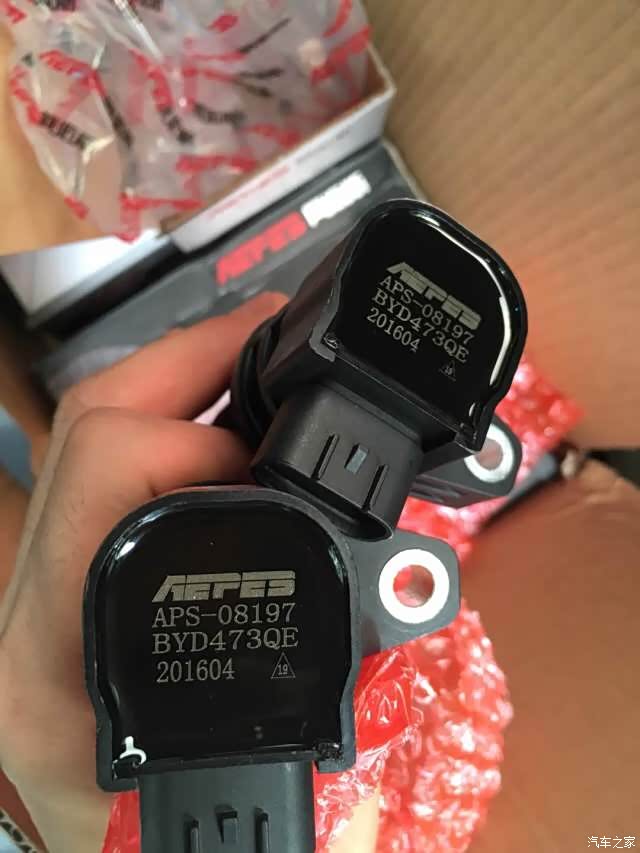 AEPES
AEPES
APS-08197
BYD473QE
201604
19
AEPES
APS-08197
BYD473QE
201604
19
汽车之家